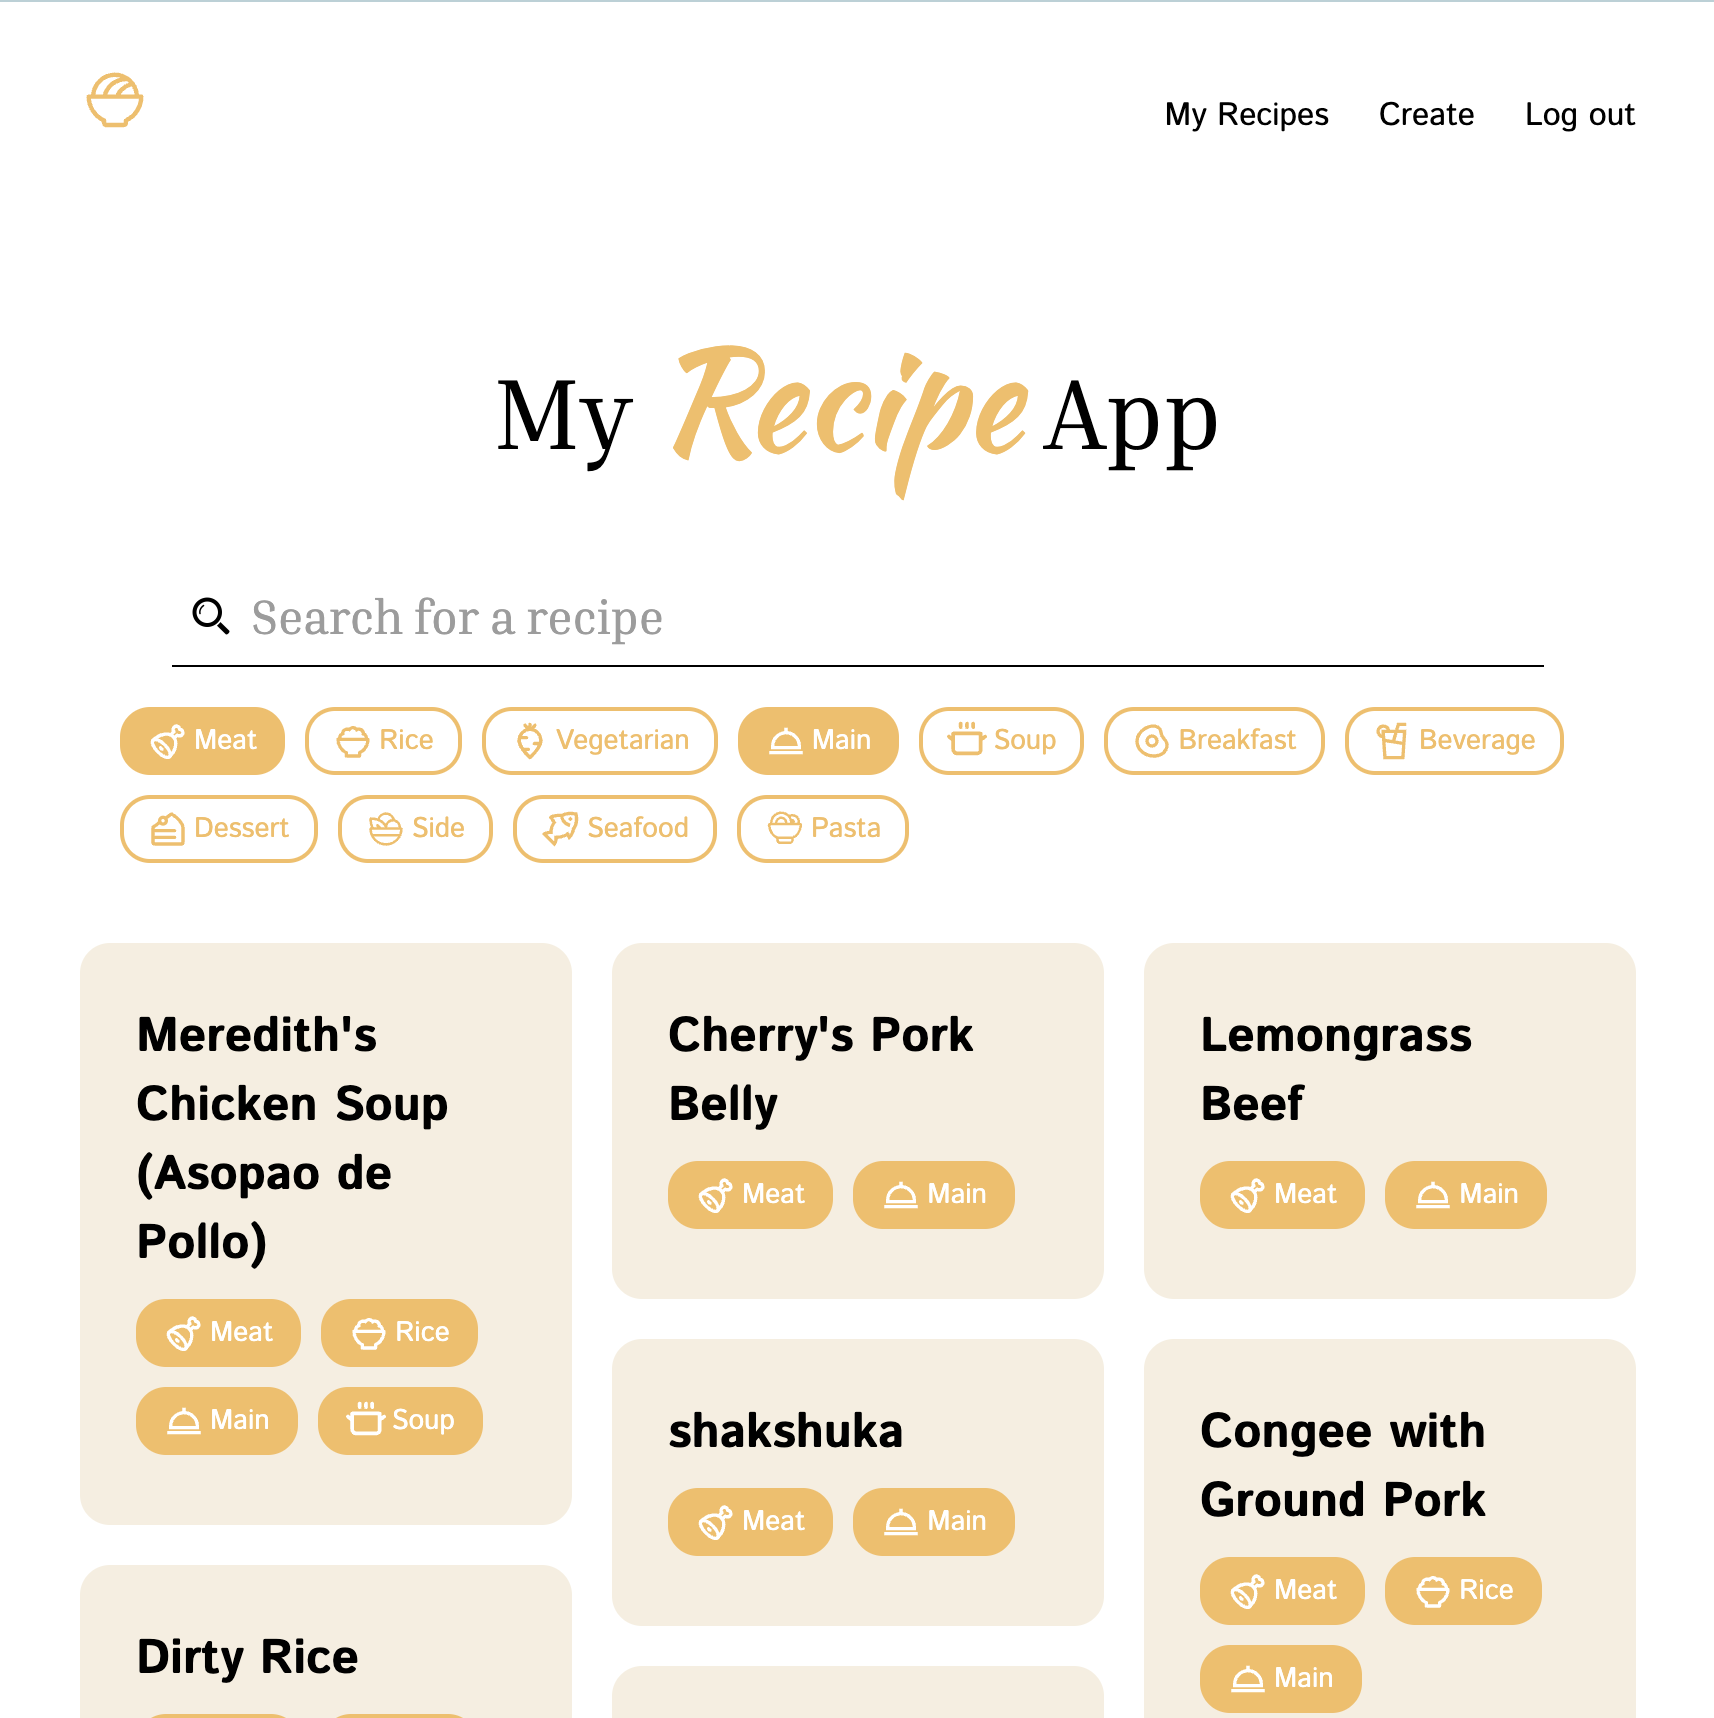 My Recipes Create Log out
My Recipe App
Search for a recipe
Meat Rice Vegetarian Main Soup Breakfast Beverage
Dessert Side Seafood Pasta
Meredith's
Chicken Soup
(Asopao de
Pollo)
Meat Rice
Main Soup
Cherry's Pork
Belly
Meat Main
Lemongrass
Beef
Meat Main
shakshuka
Meat Main
Congee with
Ground Pork
Meat Rice
Main
Dirty Rice